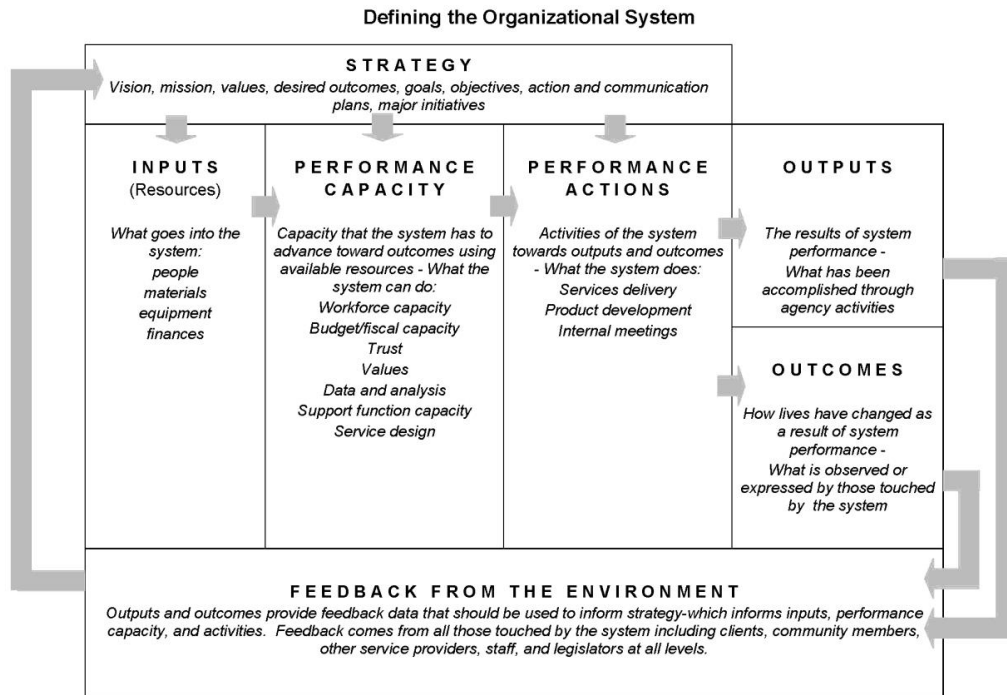 Defining the Organizational System
STRATEGY
Vision, mission, values, desired outcomes, goals, objectives, action and communication
plans, major initiatives
INPUTS
(Resources)
What goes into the
system:
people
materials
equipment
finances
PERFORMANCE
CAPACITY
Capacity that the system has to
advance toward outcomes using
available resources - What the
system can do:
Workforce capacity
Budget/fiscal capacity
Trust
Values
Data and analysis
Support function capacity
Service design
PERFORMANCE
ACTIONS
Activities of the system
towards outputs and outcomes
- What the system does:
Services delivery
Product development
Internal meetings
OUTPUTS
The results of system
performance -
What has been
accomplished through
agency activities
OUTCOMES
How lives have changed as
a result of system
performance -
What is observed or
expressed by those touched
by the system
FEEDBACK FROM THE ENVIRONMENT
Outputs and outcomes provide feedback data that should be used to inform strategy-which informs inputs, performance
capacity, and activities. Feedback comes from all those touched by the system including clients, community members,
other service providers, staff, and legislators at all levels.